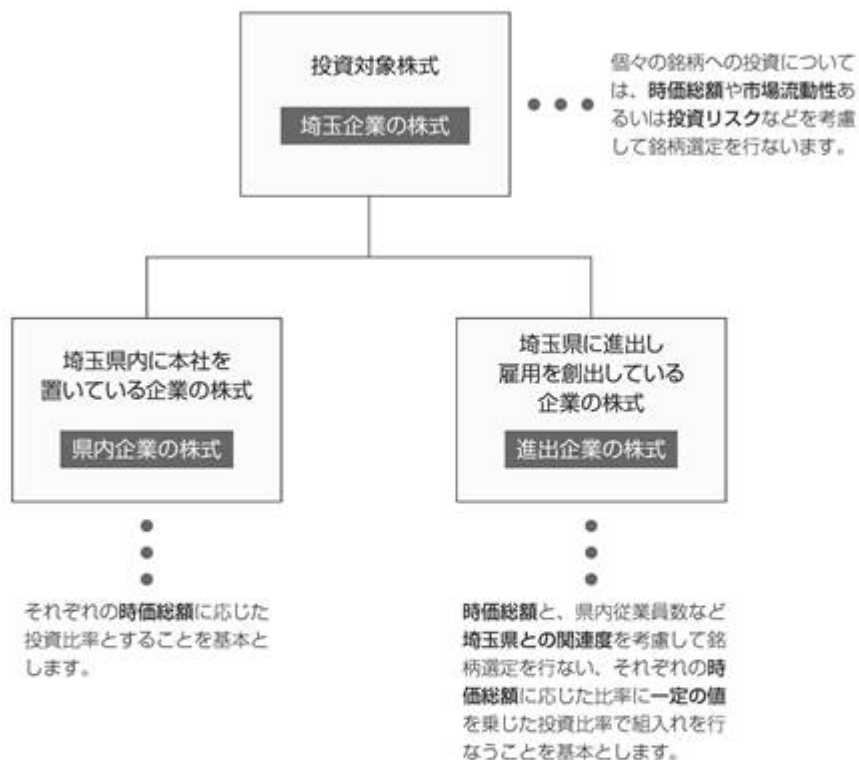 投資対象株式
埼玉企業の株式
個々の銘柄への投資について
は、時価総額や市場流動性あ
るいは投資リスクなどを考慮
して銘柄選定を行ないます。
埼玉県内に本社を
置いている企業の株式
県内企業の株式
それぞれの時価総額に応じた
投資比率とすることを基本と
します。
埼玉県に進出し
雇用を創出している
企業の株式
進出企業の株式
時価総額と、県内従業員数など
埼玉県との関連度を考慮して銘
柄選定を行ない、それぞれの時
価総額に応じた比率に一定の値
を乗じた投資比率で組入れを行
なうことを基本とします。